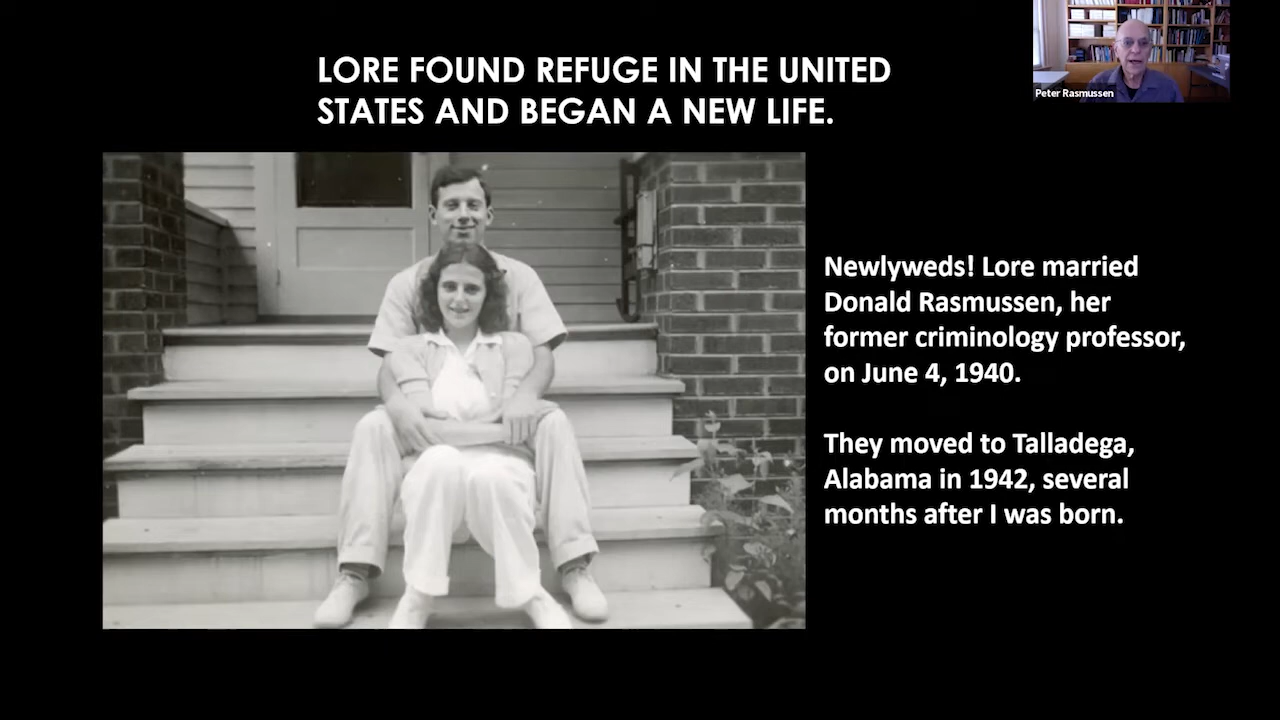 LORE FOUND REFUGE IN THE UNITED
STATES AND BEGAN A NEW LIFE.
Peter Rasmussen
Newlyweds! Lore married
Donald Rasmussen, her
former criminology professor,
on June 4, 1940.
They moved to Talladega,
Alabama in 1942, several
months after I was born.